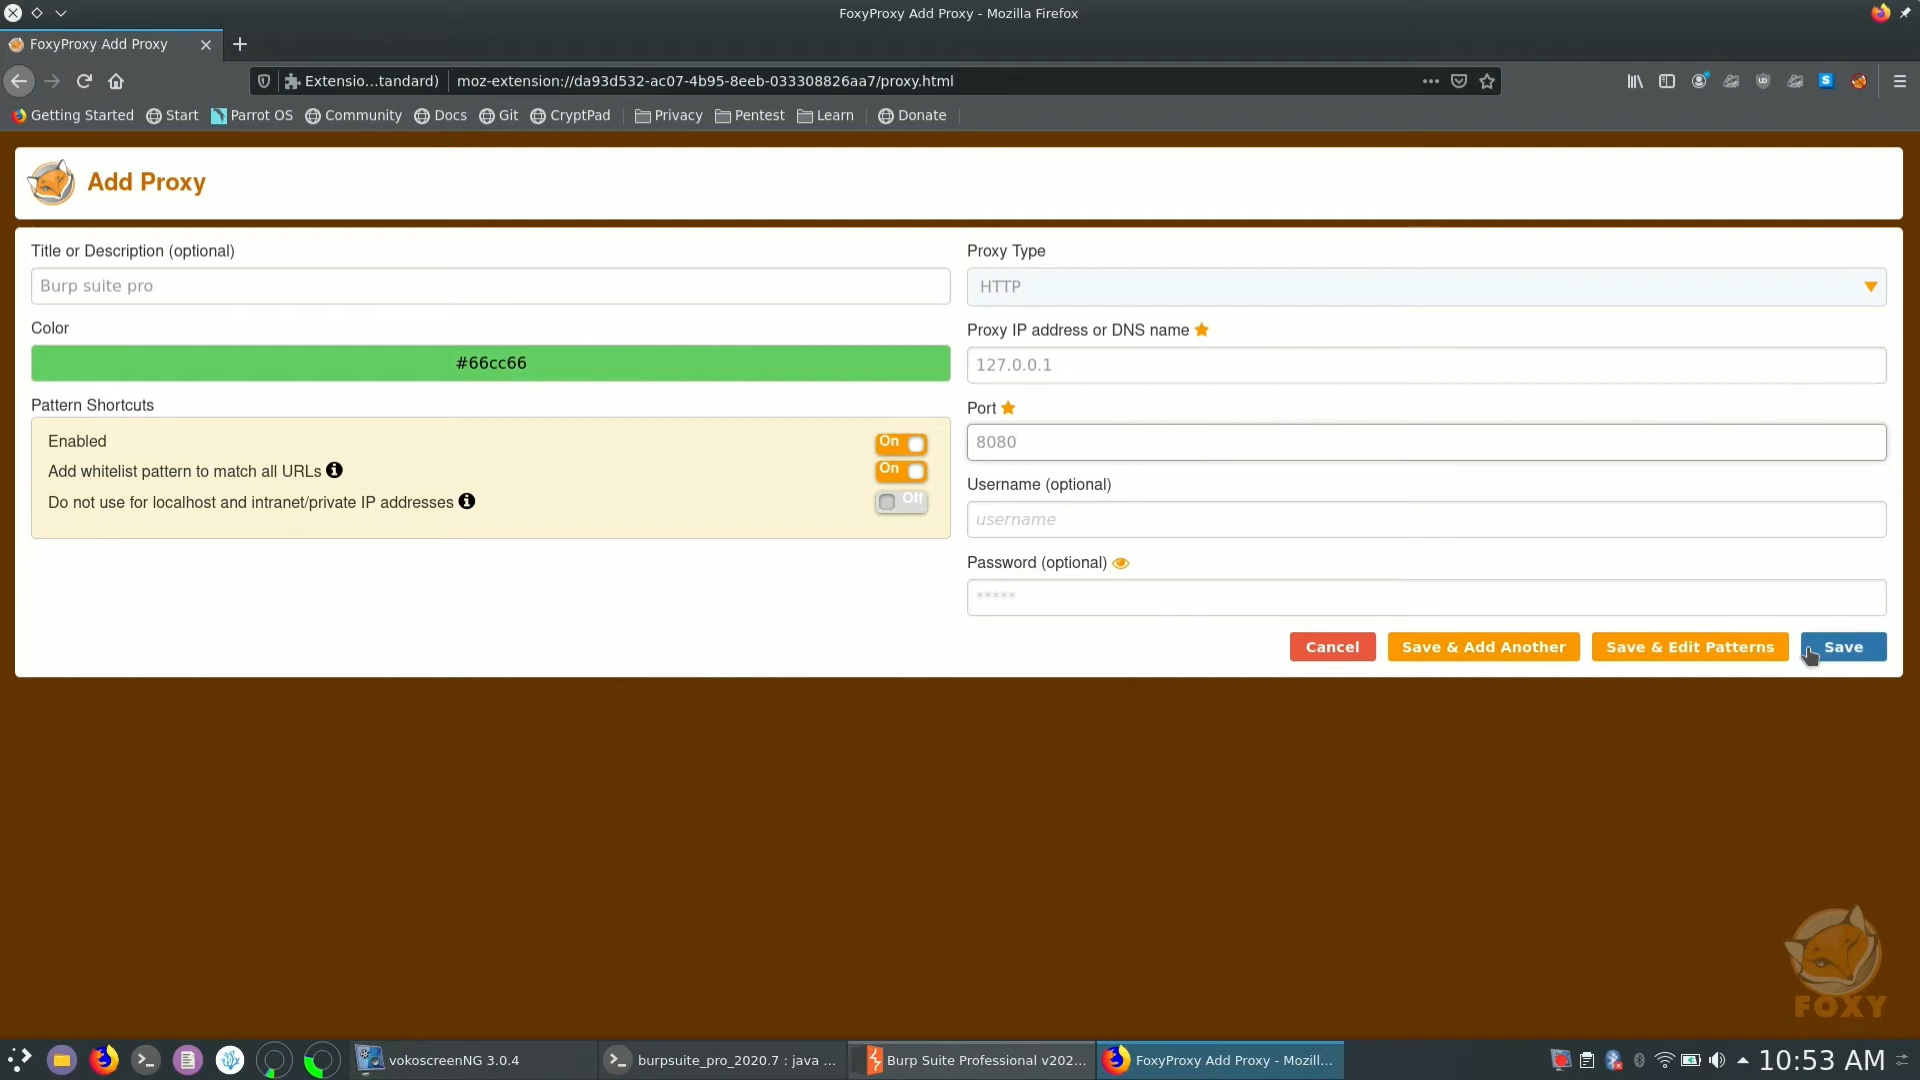 FoxyProxy Add Proxy - Mozilla Firefox
FoxyProxy Add Proxy
Extensio...tandard)
moz-extension://da93d532-ac07-4b95-8eeb-033308826aa7/proxy.html
S
Getting Started
Start
Parrot OS
Community
Docs
Git
CryptPad
Privacy
Pentest
Learn
Donate
Add Proxy
Title or Description (optional)
Burp suite pro
Color
#66cc66
Pattern Shortcuts
Enabled
On
Add whitelist pattern to match all URLs
On
Do not use for localhost and intranet/private IP addresses
Off
Proxy Type
HTTP
Proxy IP address or DNS name
127.0.0.1
Port
8080
Username (optional)
username
Password (optional)
*****
Cancel
Save & Add Another
Save & Edit Patterns
Save
FOXY
vokoscreenNG 3.0.4
burpsuite_pro_2020.7 : java ...
Burp Suite Professional v202...
FoxyProxy Add Proxy - Mozill...
10:53 AM